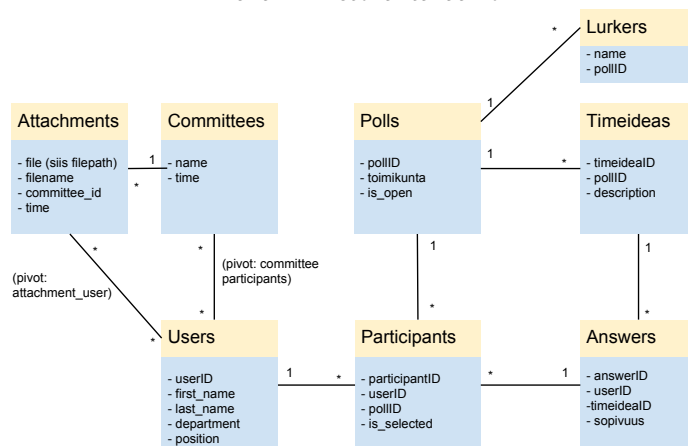 Lurkers
- name
- pollID
*
1
Attachments
- file (siis filepath)
- filename
- committee_id
- time
1
*
Committees
- name
- time
Polls
- pollID
- toimikunta
- is_open
1
*
Timeideas
- timeideaID
- pollID
- description
*
(pivot:
attachment_user)
*
*
(pivot: committee
participants)
*
1
*
1
*
Users
- userID
- first_name
- last_name
- department
- position
1
*
Participants
- participantID
- userID
- pollID
- is_selected
*
1
Answers
- answerID
- userID
-timeideaID
- sopivuus